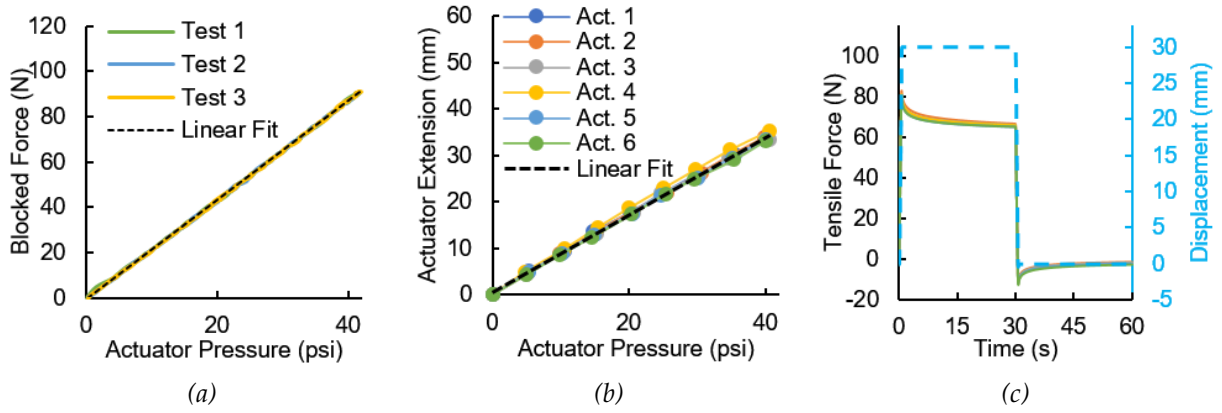 120
100
80
60
40
20
0
Blocked Force (N)
Test 1
Test 2
Test 3
Linear Fit
0
20
40
Actuator Pressure (psi)
(a)
60
50
40
30
20
10
0
Actuator Extension (mm)
Act. 1
Act. 2
Act. 3
Act. 4
Act. 5
Act. 6
Linear Fit
0
20
40
Actuator Pressure (psi)
(b)
100
80
60
40
20
0
-20
Tensile Force (N)
30
25
20
15
10
5
0
-5
Displacement (mm)
0
15
30
45
60
Time (s)
(c)